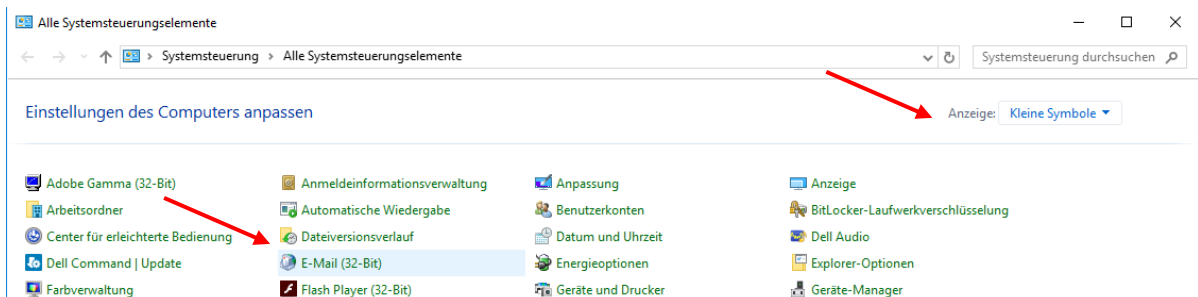 Alle Systemsteuerungselemente
Systemsteuerung > Alle Systemsteuerungselemente
Systemsteuerung durchsuchen
Einstellungen des Computers anpassen
Anzeige: Kleine Symbole
Adobe Gamma (32-Bit) Anmeldeinformationsverwaltung Anpassung Anzeige
Arbeitsordner Automatische Wiedergabe Benutzerkonten BitLocker-Laufwerkverschlüsselung
Center für erleichterte Bedienung Dateiversionsverlauf Datum und Uhrzeit Dell Audio
Dell Command | Update E-Mail (32-Bit) Energieoptionen Explorer-Optionen
Farbverwaltung Flash Player (32-Bit) Geräte und Drucker Geräte-Manager